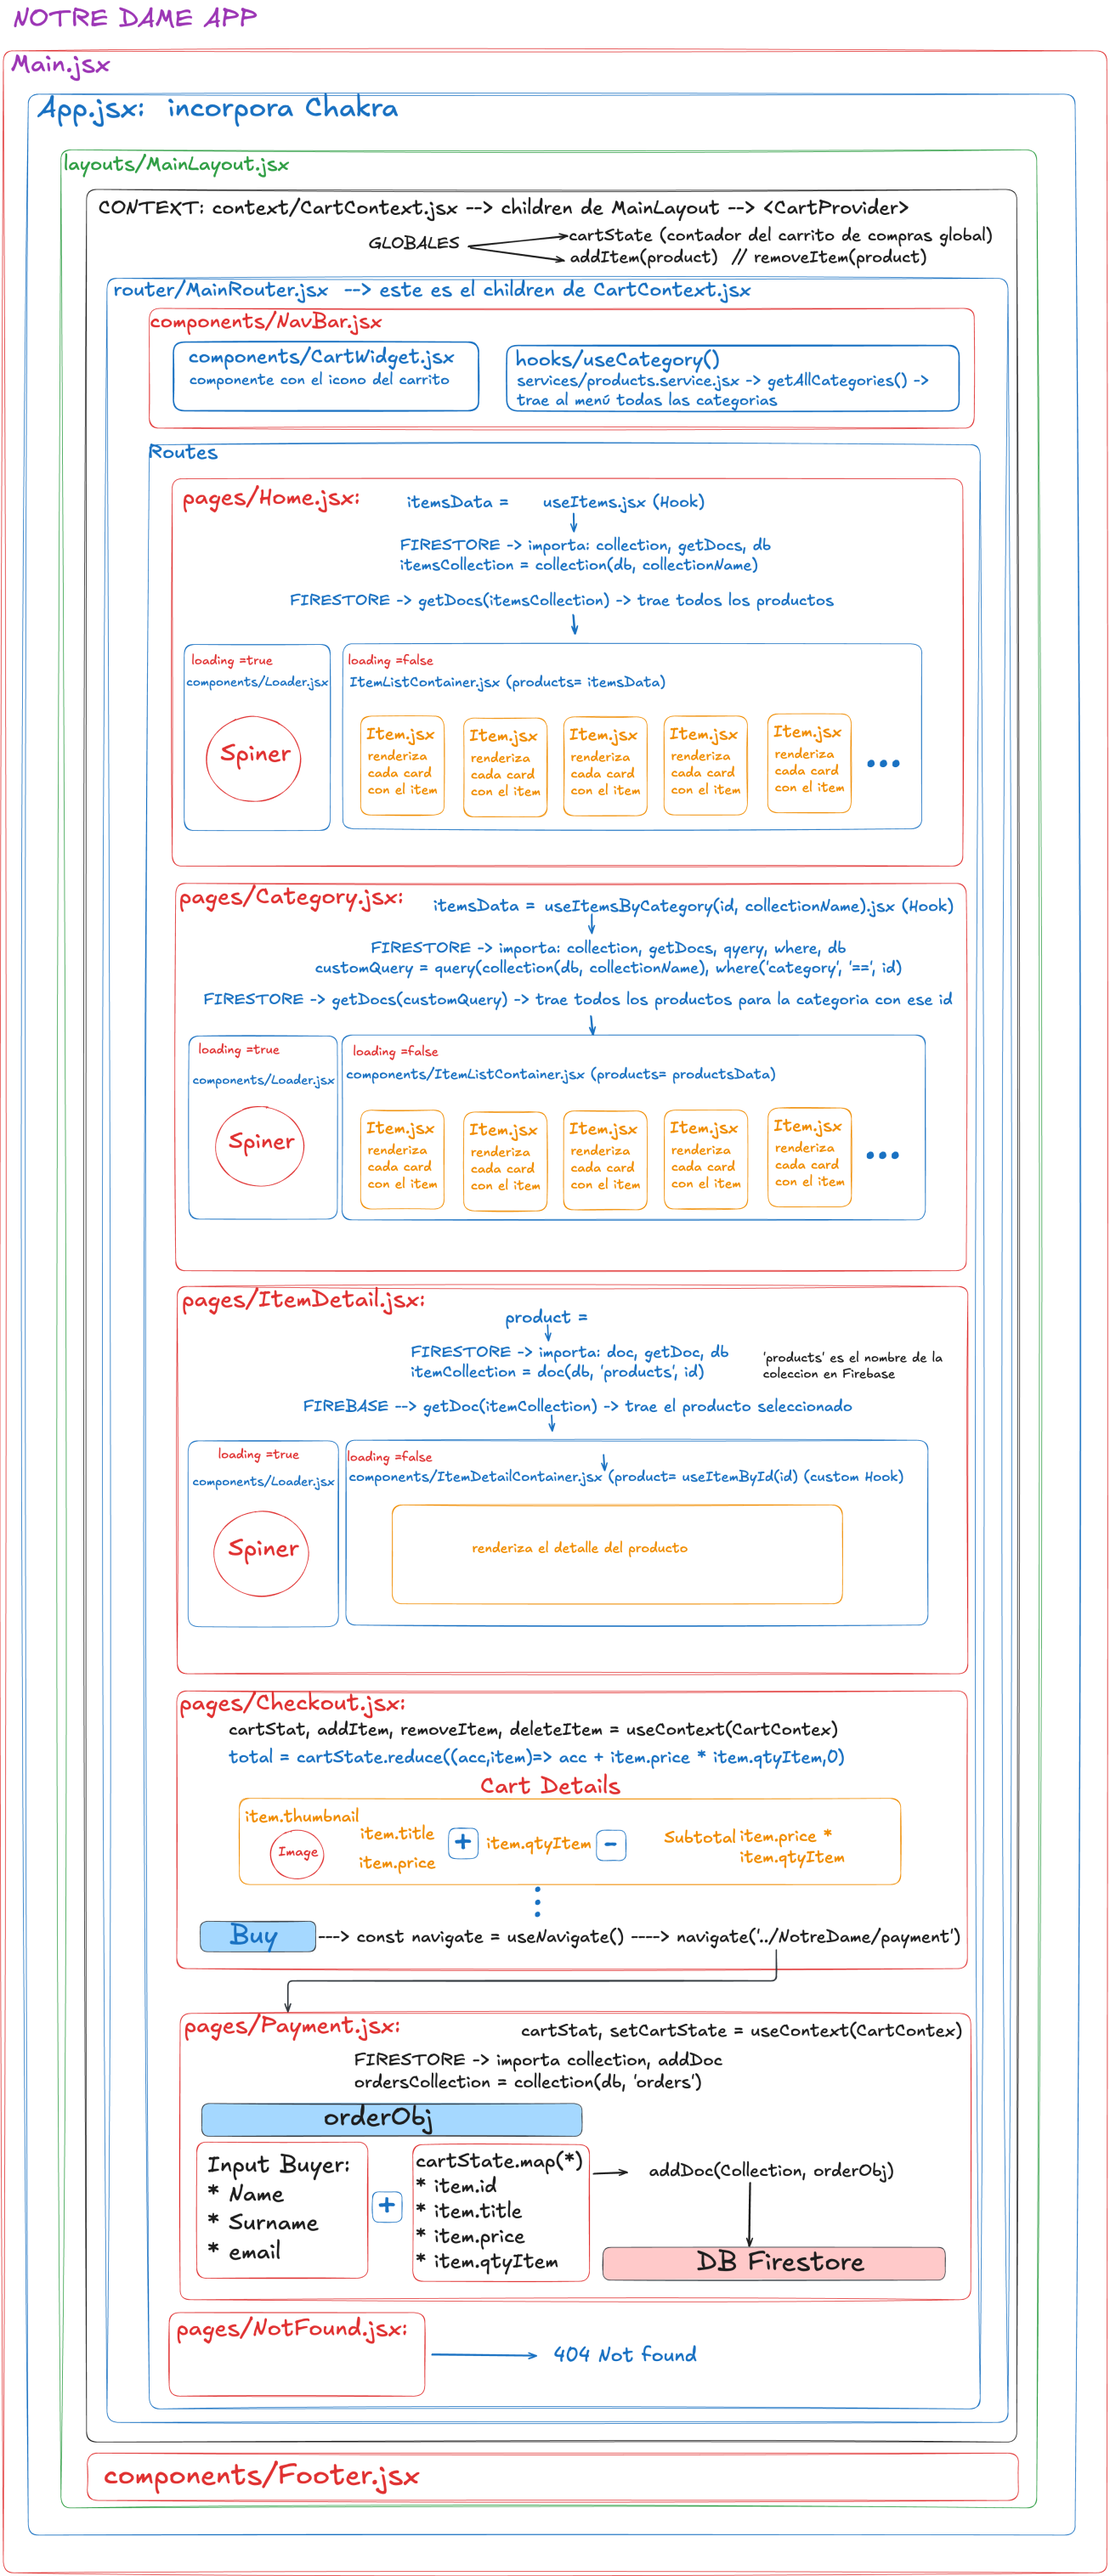 NOTRE DAME APP
Main.jsx
App.jsx: incorpora Chakra
layouts/MainLayout.jsx
CONTEXT: context/CartContext.jsx --> children de MainLayout --> <CartProvider>
GLOBALES
cartState (contador del carrito de compras global)
addItem(product) // removeItem(product)
router/MainRouter.jsx --> este es el children de CartContext.jsx
components/NavBar.jsx
components/CartWidget.jsx
componente con el icono del carrito
hooks/useCategory()
services/products.service.jsx -> getAllCategories() ->
trae al menú todas las categorias
Routes
pages/Home.jsx:
itemsData = useItems.jsx (Hook)
FIRESTORE -> importa: collection, getDocs, db
itemsCollection = collection(db, collectionName)
FIRESTORE -> getDocs(itemsCollection) -> trae todos los productos
loading =true
components/Loader.jsx
Spiner
loading =false
ItemListContainer.jsx (products= itemsData)
Item.jsx
renderiza
cada card
con el item
Item.jsx
renderiza
cada card
con el item
Item.jsx
renderiza
cada card
con el item
Item.jsx
renderiza
cada card
con el item
Item.jsx
renderiza
cada card
con el item
...
pages/Category.jsx:
itemsData = useItemsByCategory(id, collectionName).jsx (Hook)
FIRESTORE -> importa: collection, getDocs, qyery, where, db
customQuery = query(collection(db, collectionName), where('category', '==', id)
FIRESTORE -> getDocs(customQuery) -> trae todos los productos para la categoria con ese id
loading =true
components/Loader.jsx
Spiner
loading =false
components/ItemListContainer.jsx (products= productsData)
Item.jsx
renderiza
cada card
con el item
Item.jsx
renderiza
cada card
con el item
Item.jsx
renderiza
cada card
con el item
Item.jsx
renderiza
cada card
con el item
Item.jsx
renderiza
cada card
con el item
...
pages/ItemDetail.jsx:
product =
FIRESTORE -> importa: doc, getDoc, db
itemCollection = doc(db, 'products', id)
'products' es el nombre de la
coleccion en Firebase
FIREBASE --> getDoc(itemCollection) -> trae el producto seleccionado
loading =true
components/Loader.jsx
Spiner
loading =false
components/ItemDetailContainer.jsx (product= useItemById(id) (custom Hook)
renderiza el detalle del producto
pages/Checkout.jsx:
cartStat, addItem, removeItem, deleteItem = useContext(CartContex)
total = cartState.reduce((acc,item)=> acc + item.price * item.qtyItem,0)
Cart Details
item.thumbnail
Image
item.title
item.price
+
item.qtyItem
-
Subtotal item.price *
item.qtyItem
Buy
---> const navigate = useNavigate() ----> navigate('../NotreDame/payment')
pages/Payment.jsx:
cartStat, setCartState = useContext(CartContex)
FIRESTORE -> importa collection, addDoc
ordersCollection = collection(db, 'orders')
orderObj
Input Buyer:
* Name
* Surname
* email
+
cartState.map(*)
* item.id
* item.title
* item.price
* item.qtyItem
addDoc(Collection, orderObj)
DB Firestore
pages/NotFound.jsx:
404 Not found
components/Footer.jsx